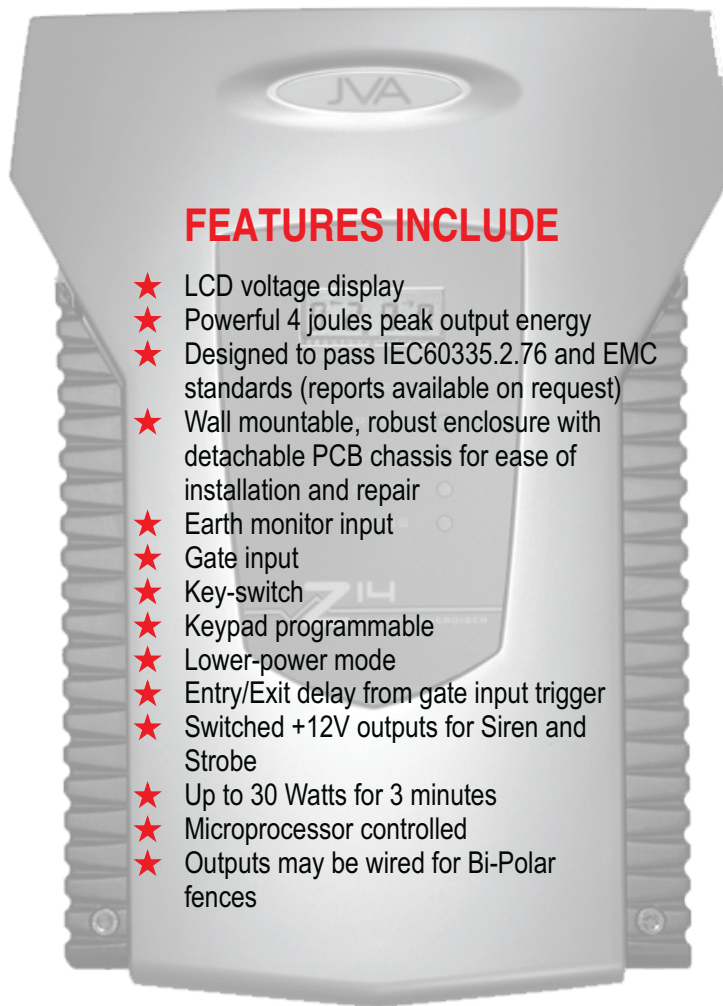 JVA
FEATURES INCLUDE
LCD voltage display
Powerful 4 joules peak output energy
Designed to pass IEC60335.2.76 and EMC
standards (reports available on request)
Wall mountable, robust enclosure with
detachable PCB chassis for ease of
installation and repair
Earth monitor input
Gate input
Key-switch
Z14
Keypad programmable
Lower-power mode
Entry/Exit delay from gate input trigger
Switched +12V outputs for Siren and
Strobe
Up to 30 Watts for 3 minutes
Microprocessor controlled
Outputs may be wired for Bi-Polar
fences